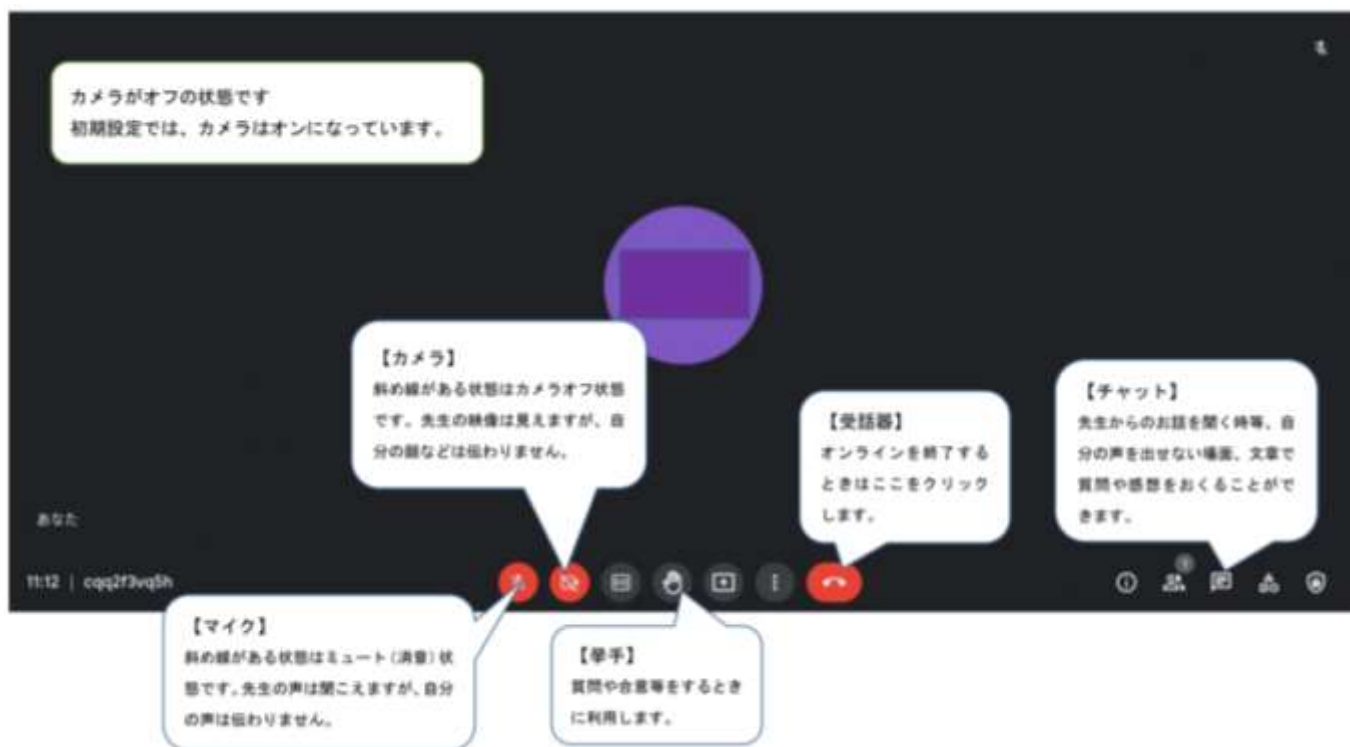 カメラがオフの状態です
初期設定では、カメラはオンになっています。
【カメラ】
斜め線がある状態はカメラオフ状態
です。先生の映像は見えますが、自
分の顔などは伝わりません。
【受話器】
オンラインを終了する
ときはここをクリック
します。
【チャット】
先生からのお話を聞く時等、自
分の声を出せない場面、文章で
質問や感想をおくることがで
きます。
あなた
11:12 | cqq2f3vq5h
【マイク】
斜め線がある状態はミュート（消音）状
態です。先生の声は聞こえますが、自分
の声は伝わりません。
【挙手】
質問や合意等をするとき
に利用します。